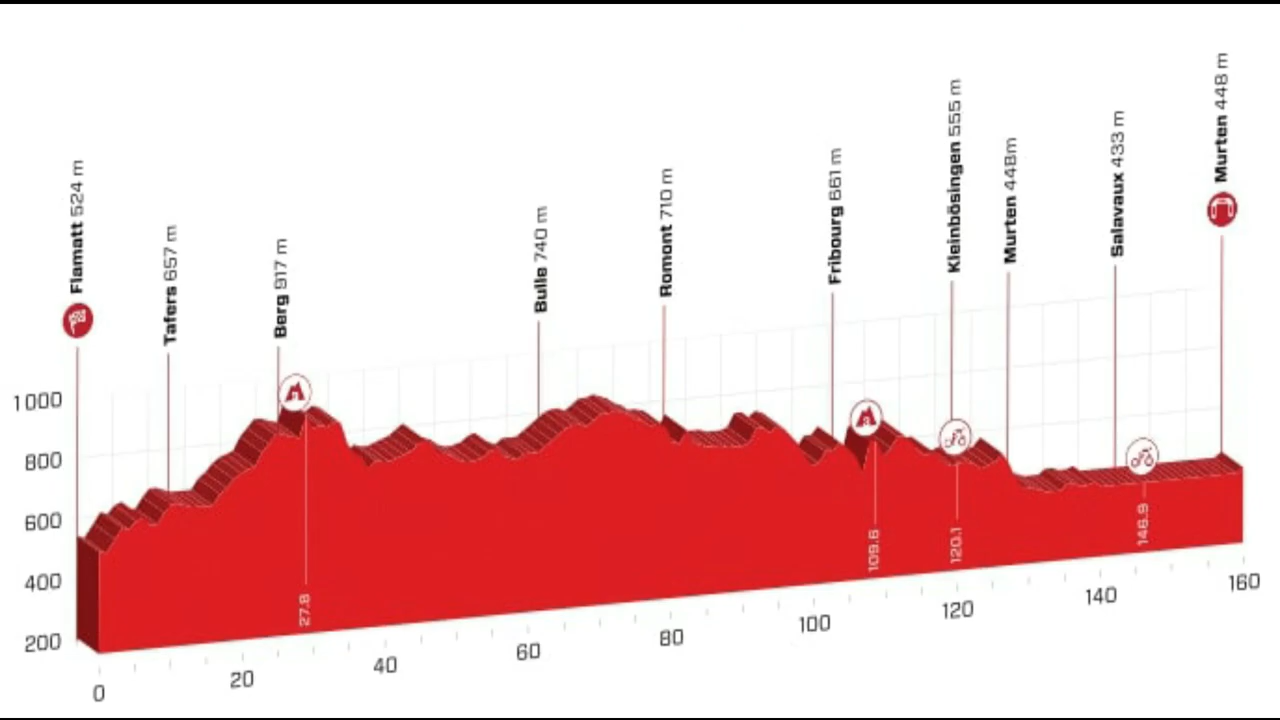 Flamatt 524 m
Tafers 657 m
Berg 917 m
Bulle 740 m
Romont 710 m
Fribourg 661 m
Kleinbösingen 555 m
Murten 448m
Salavaux 433 m
Murten 448 m
1000
800
600
400
200
27.8
109.6
120.1
146.9
0
20
40
60
80
100
120
140
160